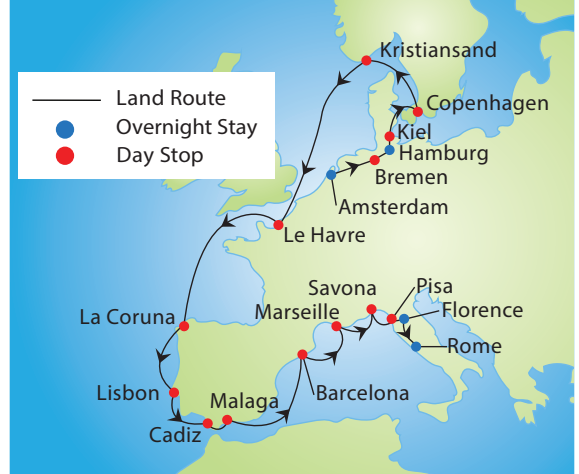 Kristiansand
Land Route
Overnight Stay
Day Stop
Copenhagen
Kiel
Hamburg
Bremen
Amsterdam
Le Havre
Savona
Pisa
Marseille
Florence
La Coruna
Rome
Lisbon
Malaga
Barcelona
Cadiz